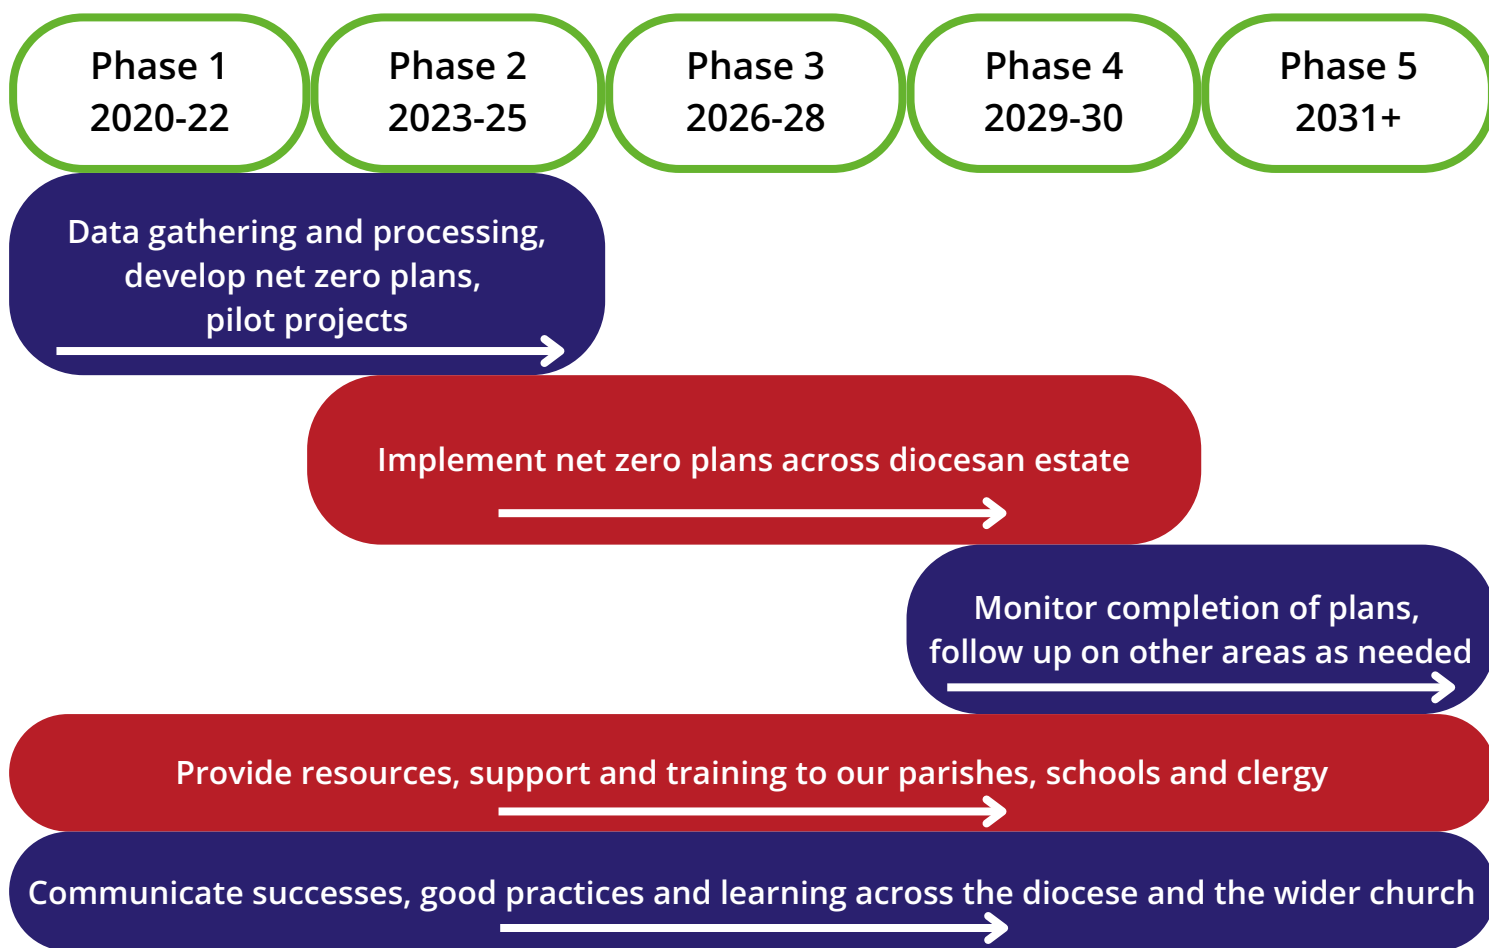 Phase 1
2020-22
Phase 2
2023-25
Phase 3
2026-28
Phase 4
2029-30
Phase 5
2031+
Data gathering and processing,
develop net zero plans,
pilot projects
Implement net zero plans across diocesan estate
Monitor completion of plans,
follow up on other areas as needed
Provide resources, support and training to our parishes, schools and clergy
Communicate successes, good practices and learning across the diocese and the wider church